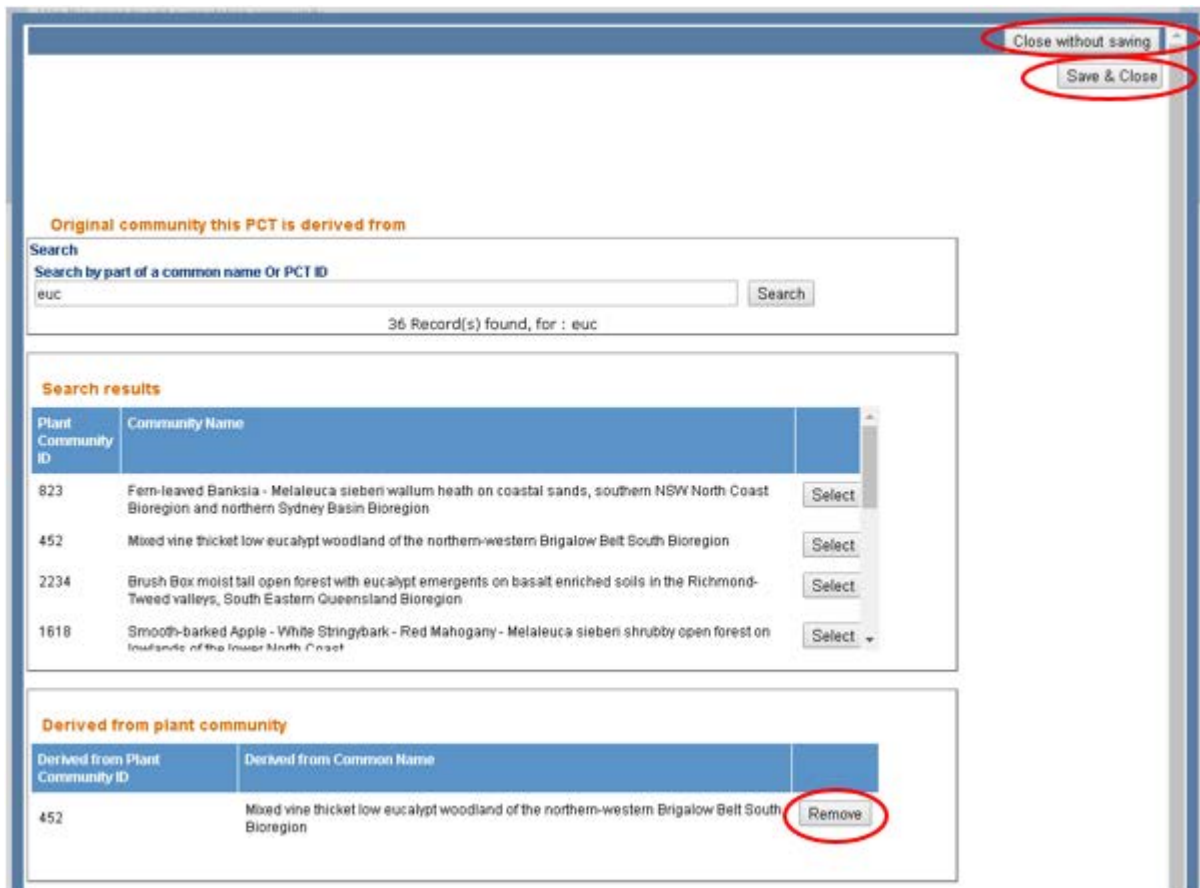 Close without saving
Save & Close
Original community this PCT is derived from
Search
Search by part of a common name Or PCT ID
euc
Search
36 Record(s) found, for : euc
Search results
Plant
Community
ID
Community Name
823
Fern-leaved Banksia - Melaleuca sieberi wallum heath on coastal sands, southern NSW North Coast
Bioregion and northern Sydney Basin Bioregion
Select
452
Mixed vine thicket low eucalypt woodland of the northern-western Brigalow Belt South Bioregion
Select
2234
Brush Box moist tall open forest with eucalypt emergents on basalt enriched soils in the Richmond-
Tweed valleys, South Eastern Queensland Bioregion
Select
1618
Smooth-barked Apple - White Stringybark - Red Mahogany - Melaleuca sieberi shrubby open forest on
lowlands of the lower North Coast
Select
Derived from plant community
Derived from Plant
Community ID
Derived from Common Name
452
Mixed vine thicket low eucalypt woodland of the northern-western Brigalow Belt South
Bioregion
Remove